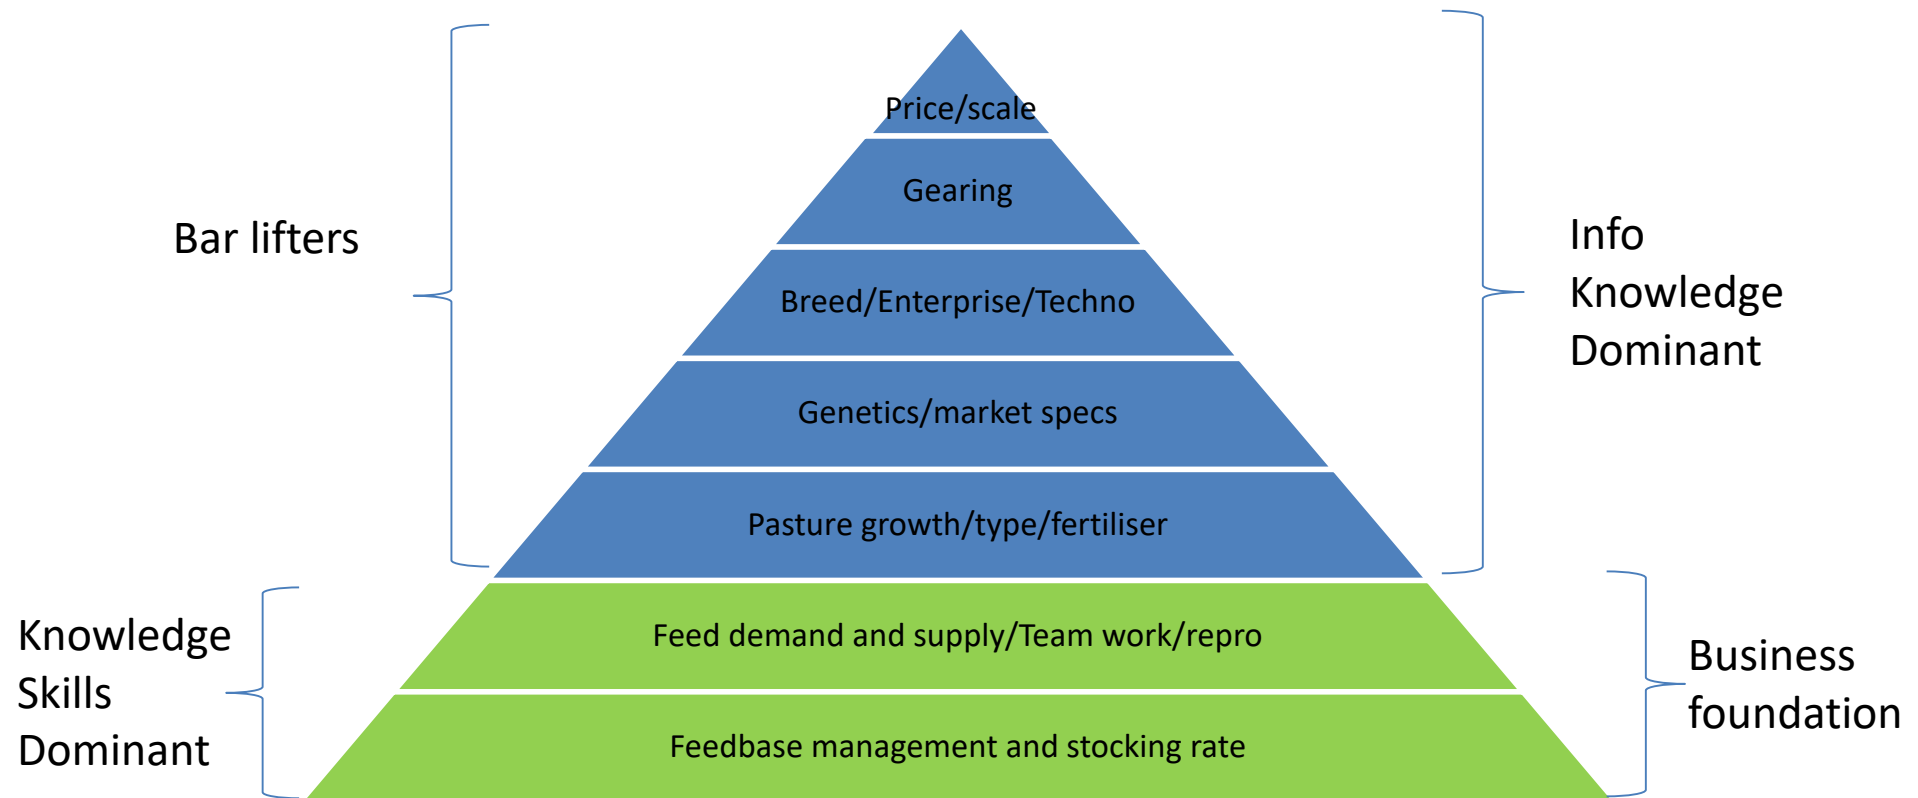 Price/scale
Gearing
Bar lifters
Info
Knowledge
Dominant
Breed/Enterprise/Techno
Genetics/market specs
Pasture growth/type/fertiliser
Knowledge
Skills
Dominant
Feed demand and supply/Team work/repro
Business
foundation
Feedbase management and stocking rate